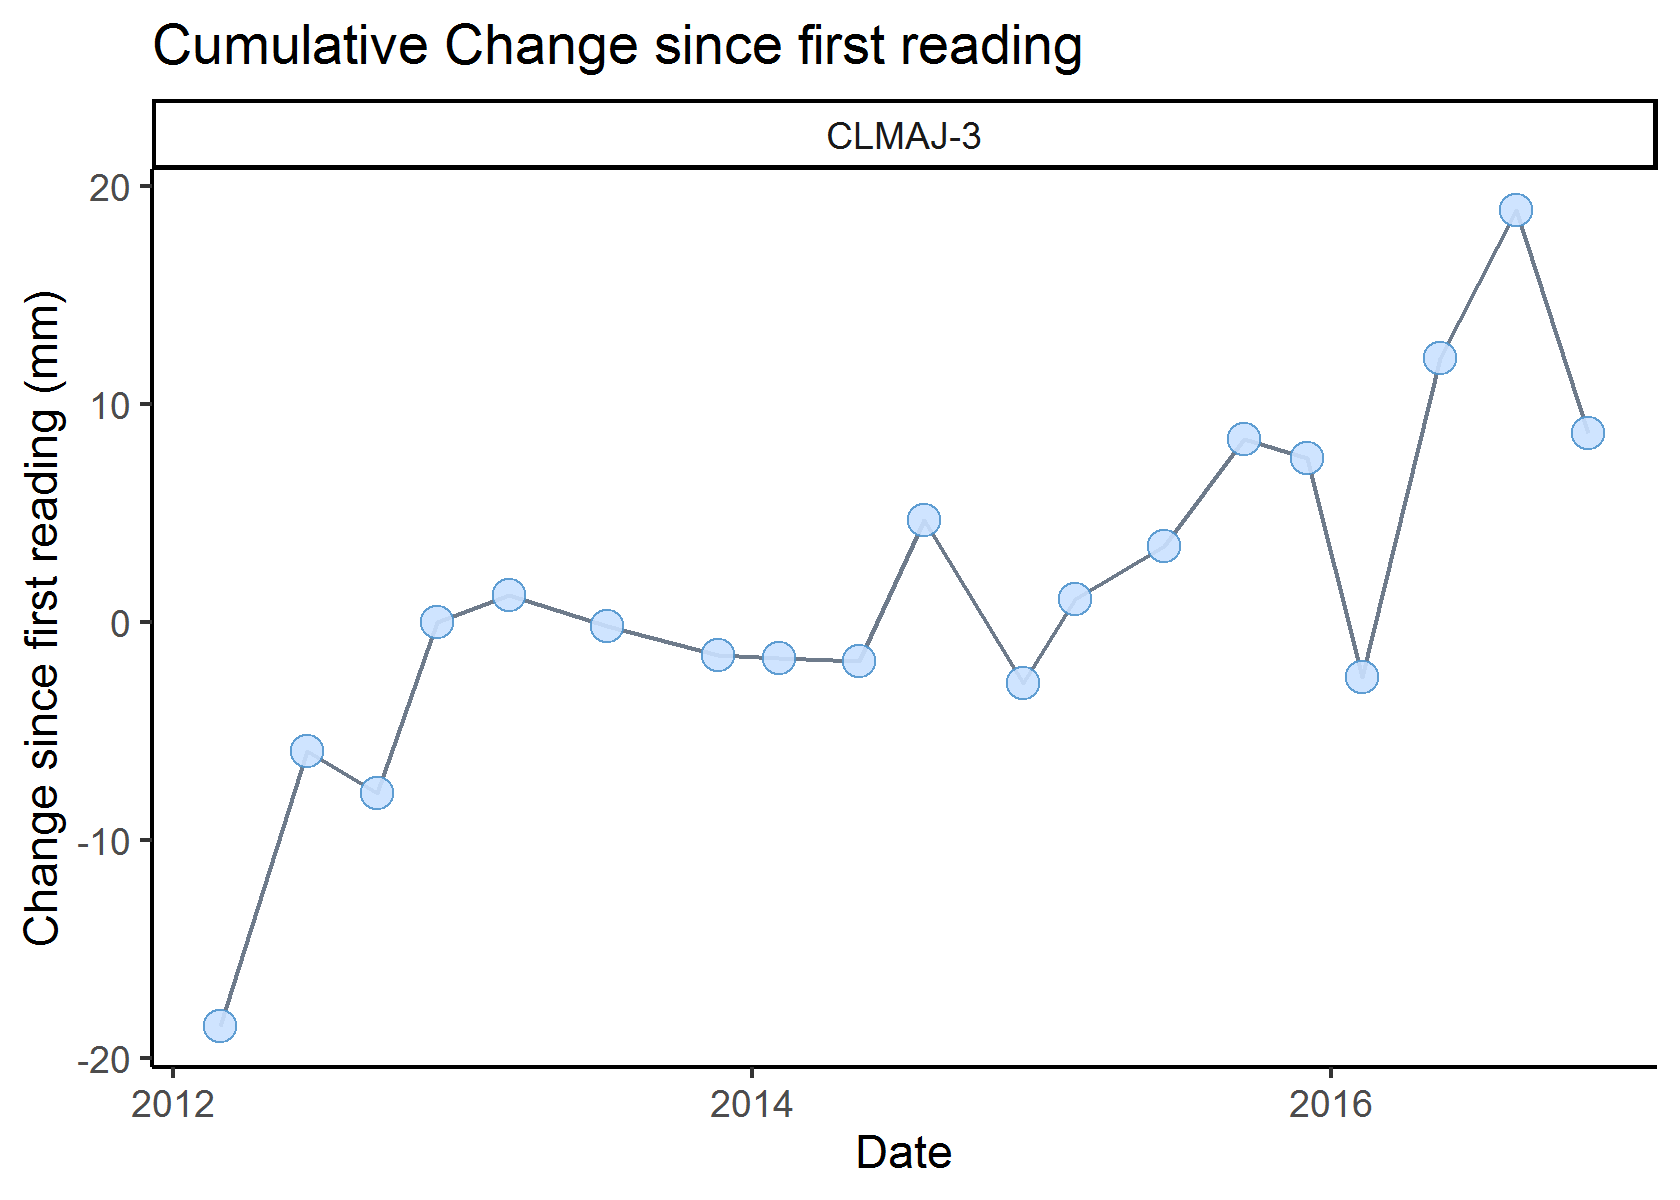 Cumulative Change since first reading
CLMAJ-3
Change since first reading (mm)
20
10
0
-10
-20
2012
2014
2016
Date